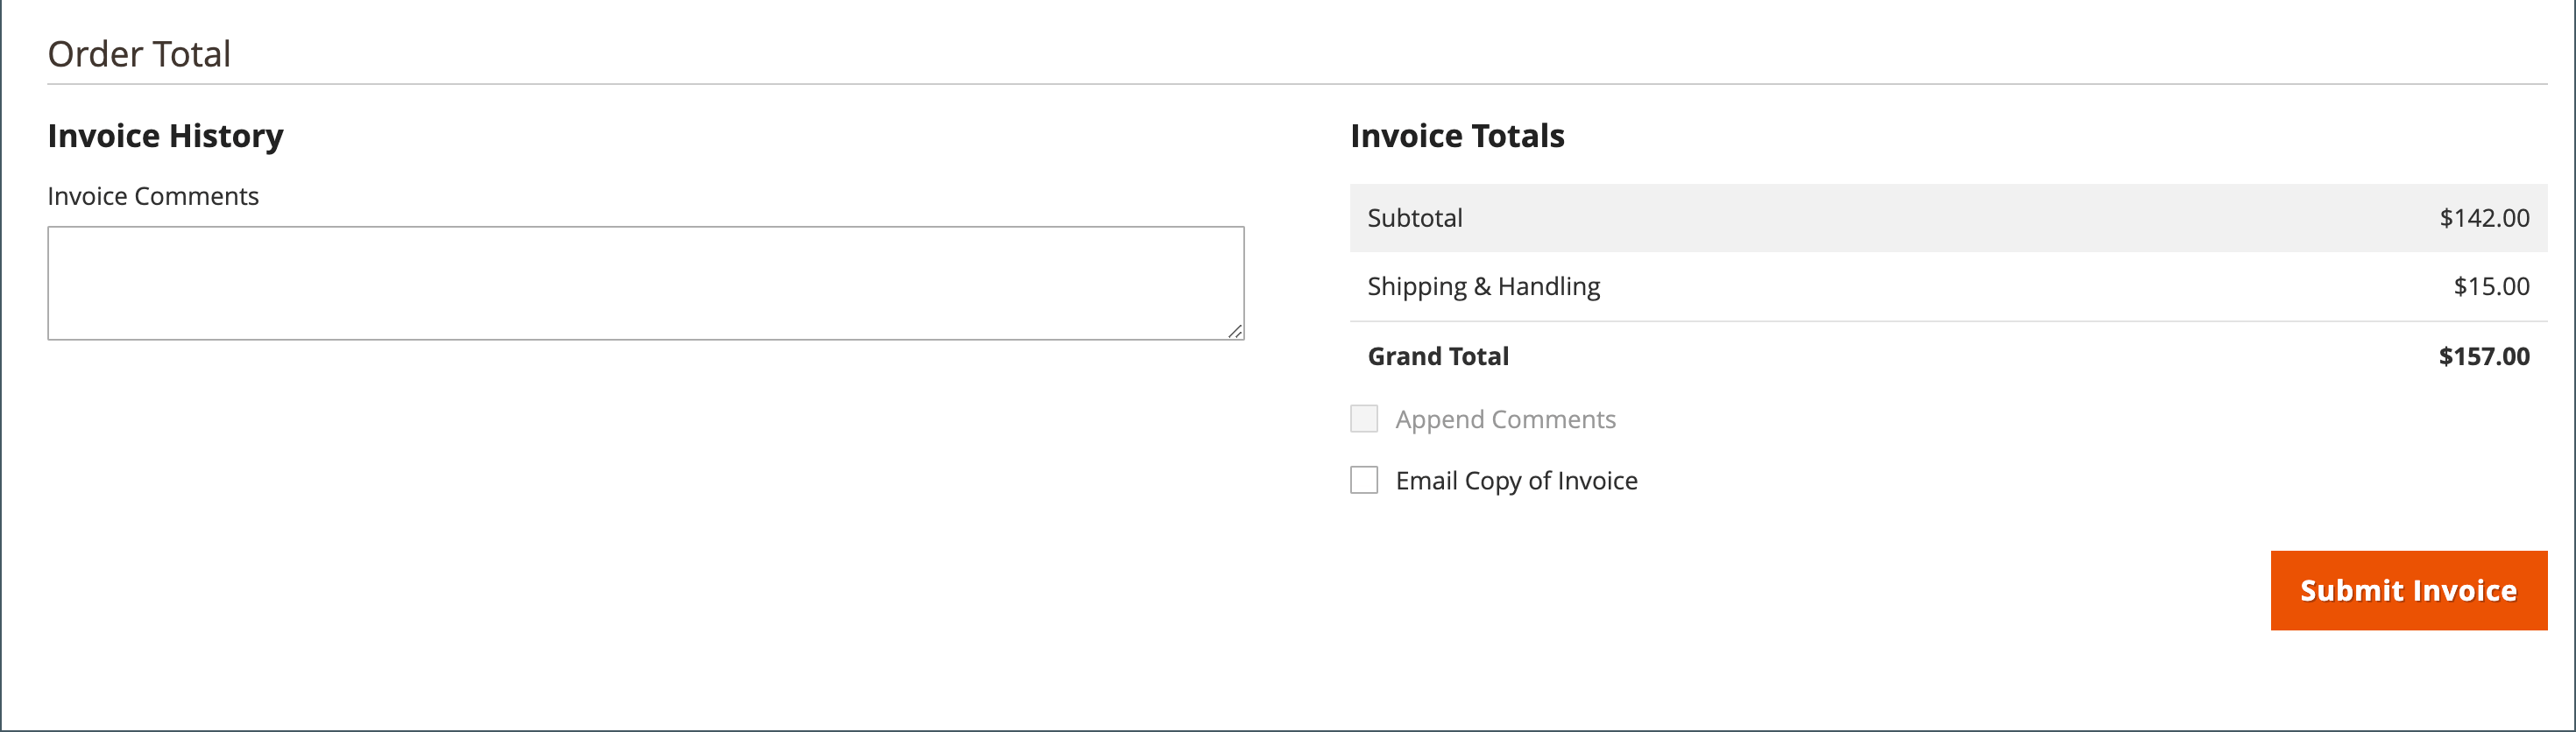 Order Total
Invoice History
Invoice Comments
Invoice Totals
Subtotal $142.00
Shipping & Handling $15.00
Grand Total $157.00
Append Comments
Email Copy of Invoice
Submit Invoice